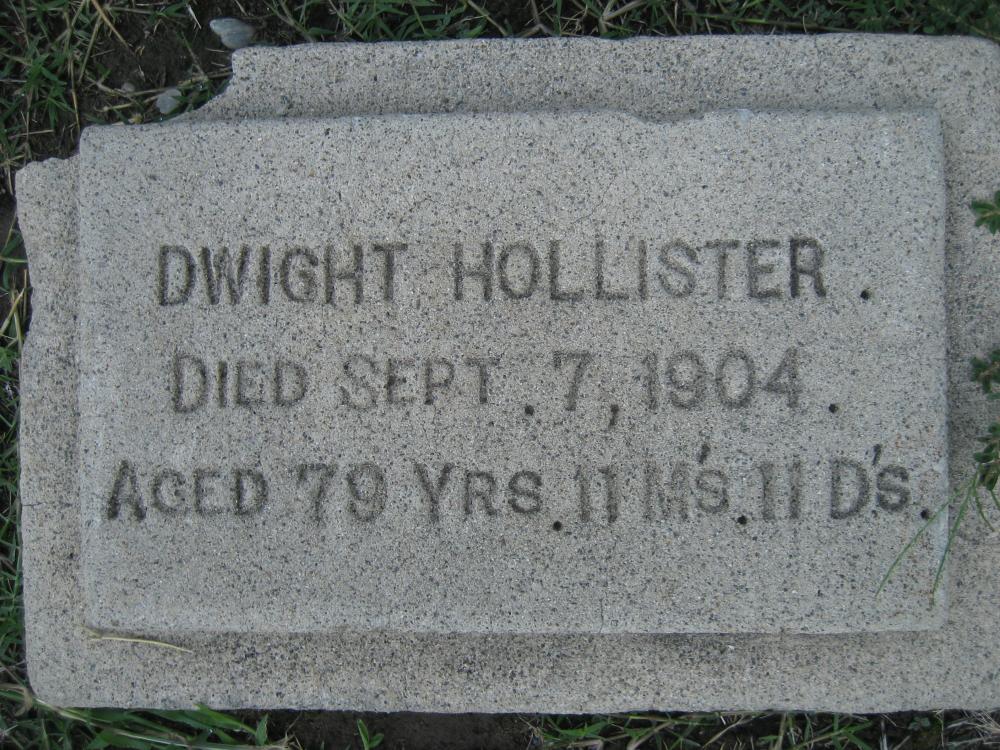 DWIGHT HOLLISTER.
DIED SEPT. 7, 1904.
AGED 79 YRS. 11 M's. 11 D's.